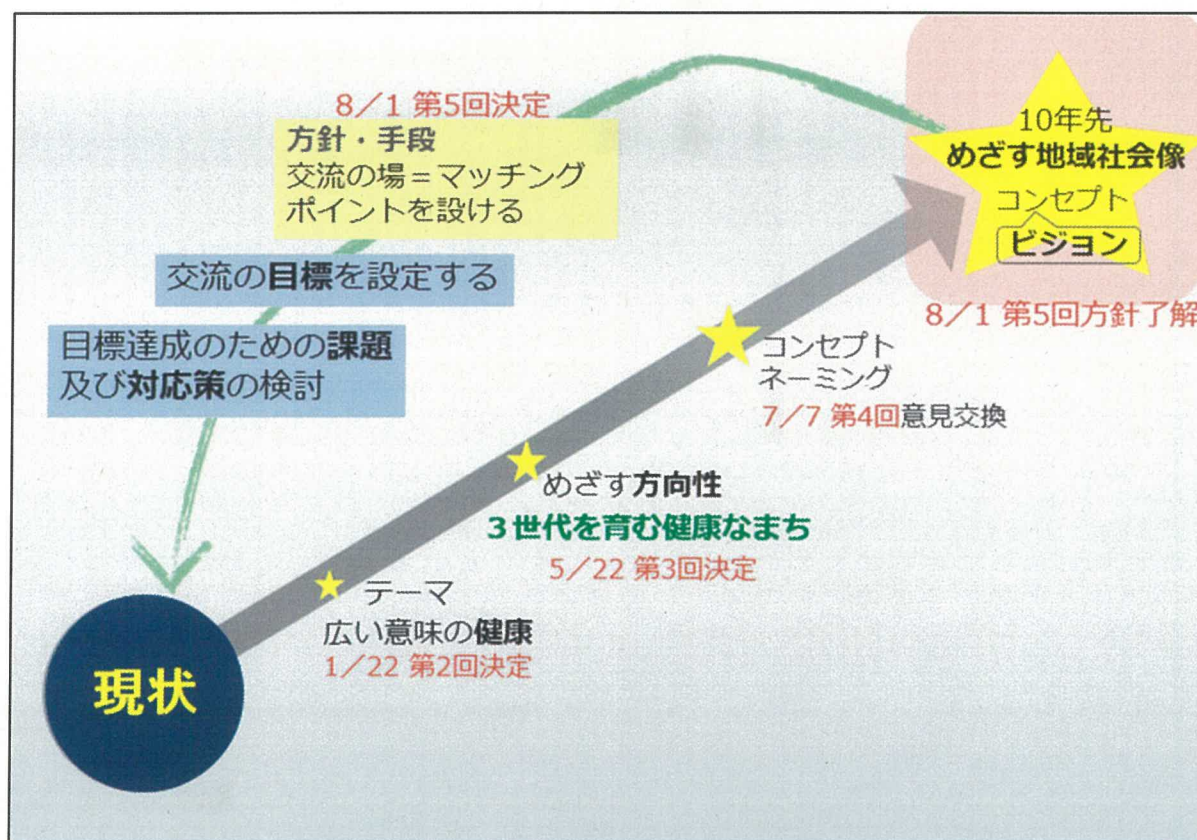 8／1 第5回決定
方針・手段
交流の場＝マッチング
ポイントを設ける
交流の目標を設定する
目標達成のための課題
及び対応策の検討
10年先
めざす地域社会像
コンセプト
ビジョン
8／1 第5回方針了解
コンセプト
ネーミング
7／7 第4回意見交換
めざす方向性
３世代を育む健康なまち
5／22 第3回決定
テーマ
広い意味の健康
1／22 第2回決定
現状